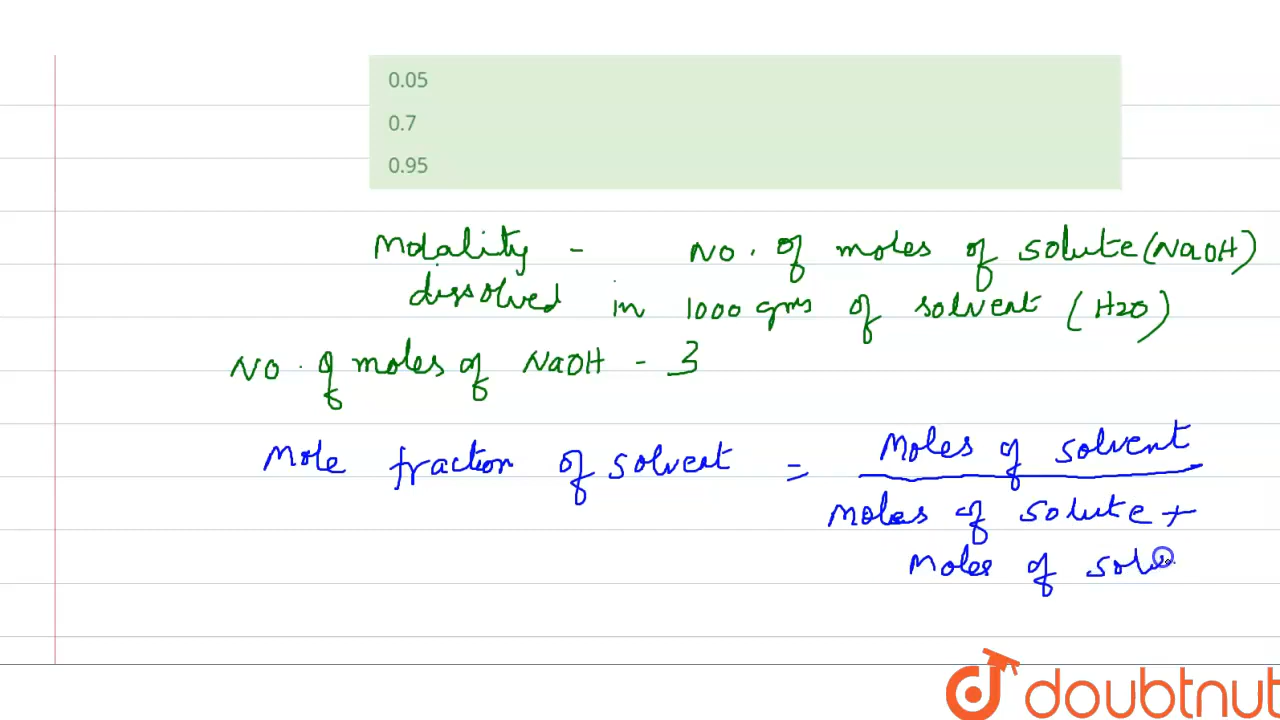 0.05
0.7
0.95
Molality - No. of moles of solute (NaOH)
dissolved in 1000 gms of solvent (H2O)
No. of moles of NaOH - 3
Mole fraction of solvent = Moles of solvent
Moles of solute +
Moles of solve
doubtnut